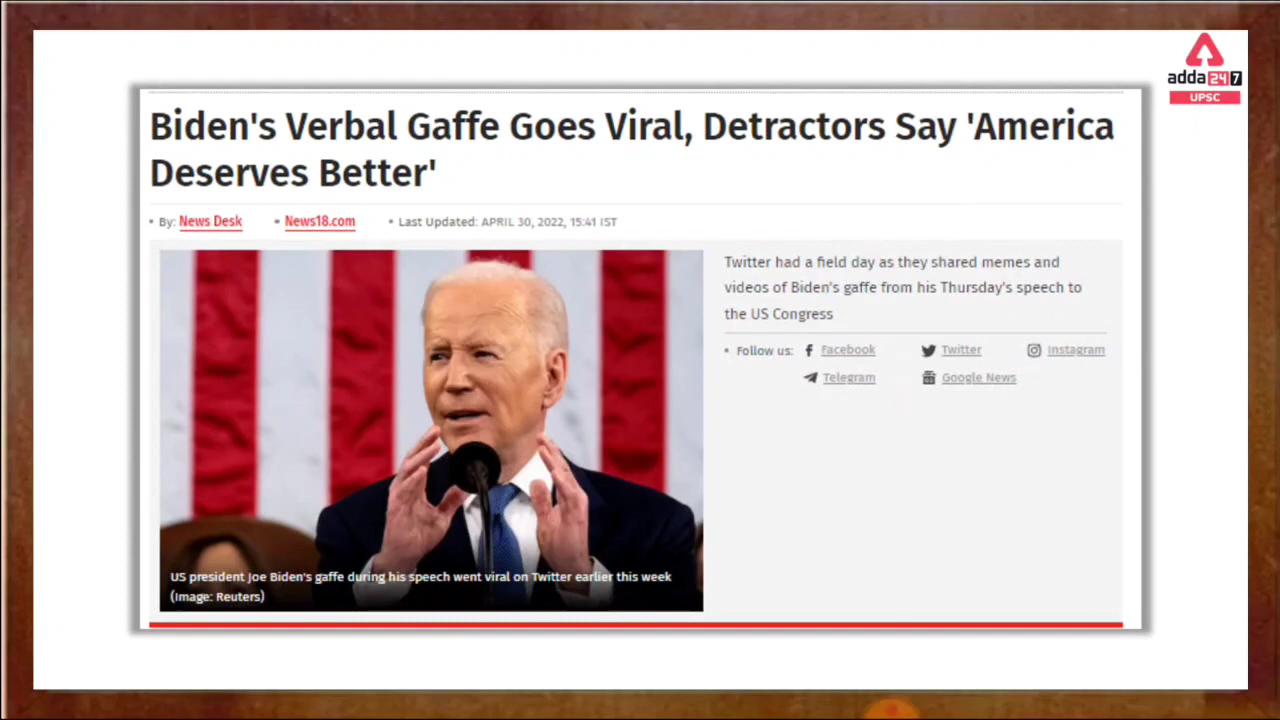 adda247
UPSC
Biden's Verbal Gaffe Goes Viral, Detractors Say 'America
Deserves Better'
• By: News Desk • News18.com • Last Updated: APRIL 30, 2022, 15:41 IST
Twitter had a field day as they shared memes and
videos of Biden's gaffe from his Thursday's speech to
the US Congress
• Follow us: Facebook Twitter Instagram
Telegram Google News
US president Joe Biden's gaffe during his speech went viral on Twitter earlier this week
(Image: Reuters)